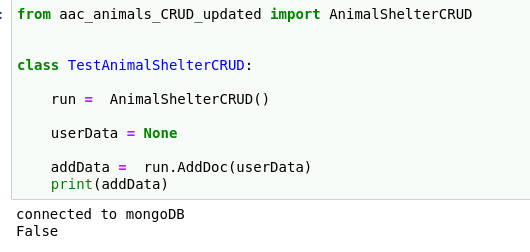 : from aac_animals_CRUD_updated import AnimalShelterCRUD
class TestAnimalShelterCRUD:
run =  AnimalShelterCRUD()
userData = None
addData =  run.AddDoc(userData)
print(addData)
connected to mongoDB
False